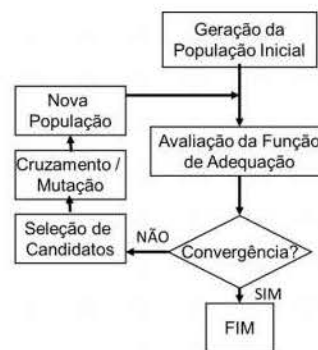 Geração da
População Inicial
Nova
População
Avaliação da Função
de Adequação
Cruzamento /
Mutação
Seleção de
Candidatos
NÃO
Convergência?
SIM
FIM